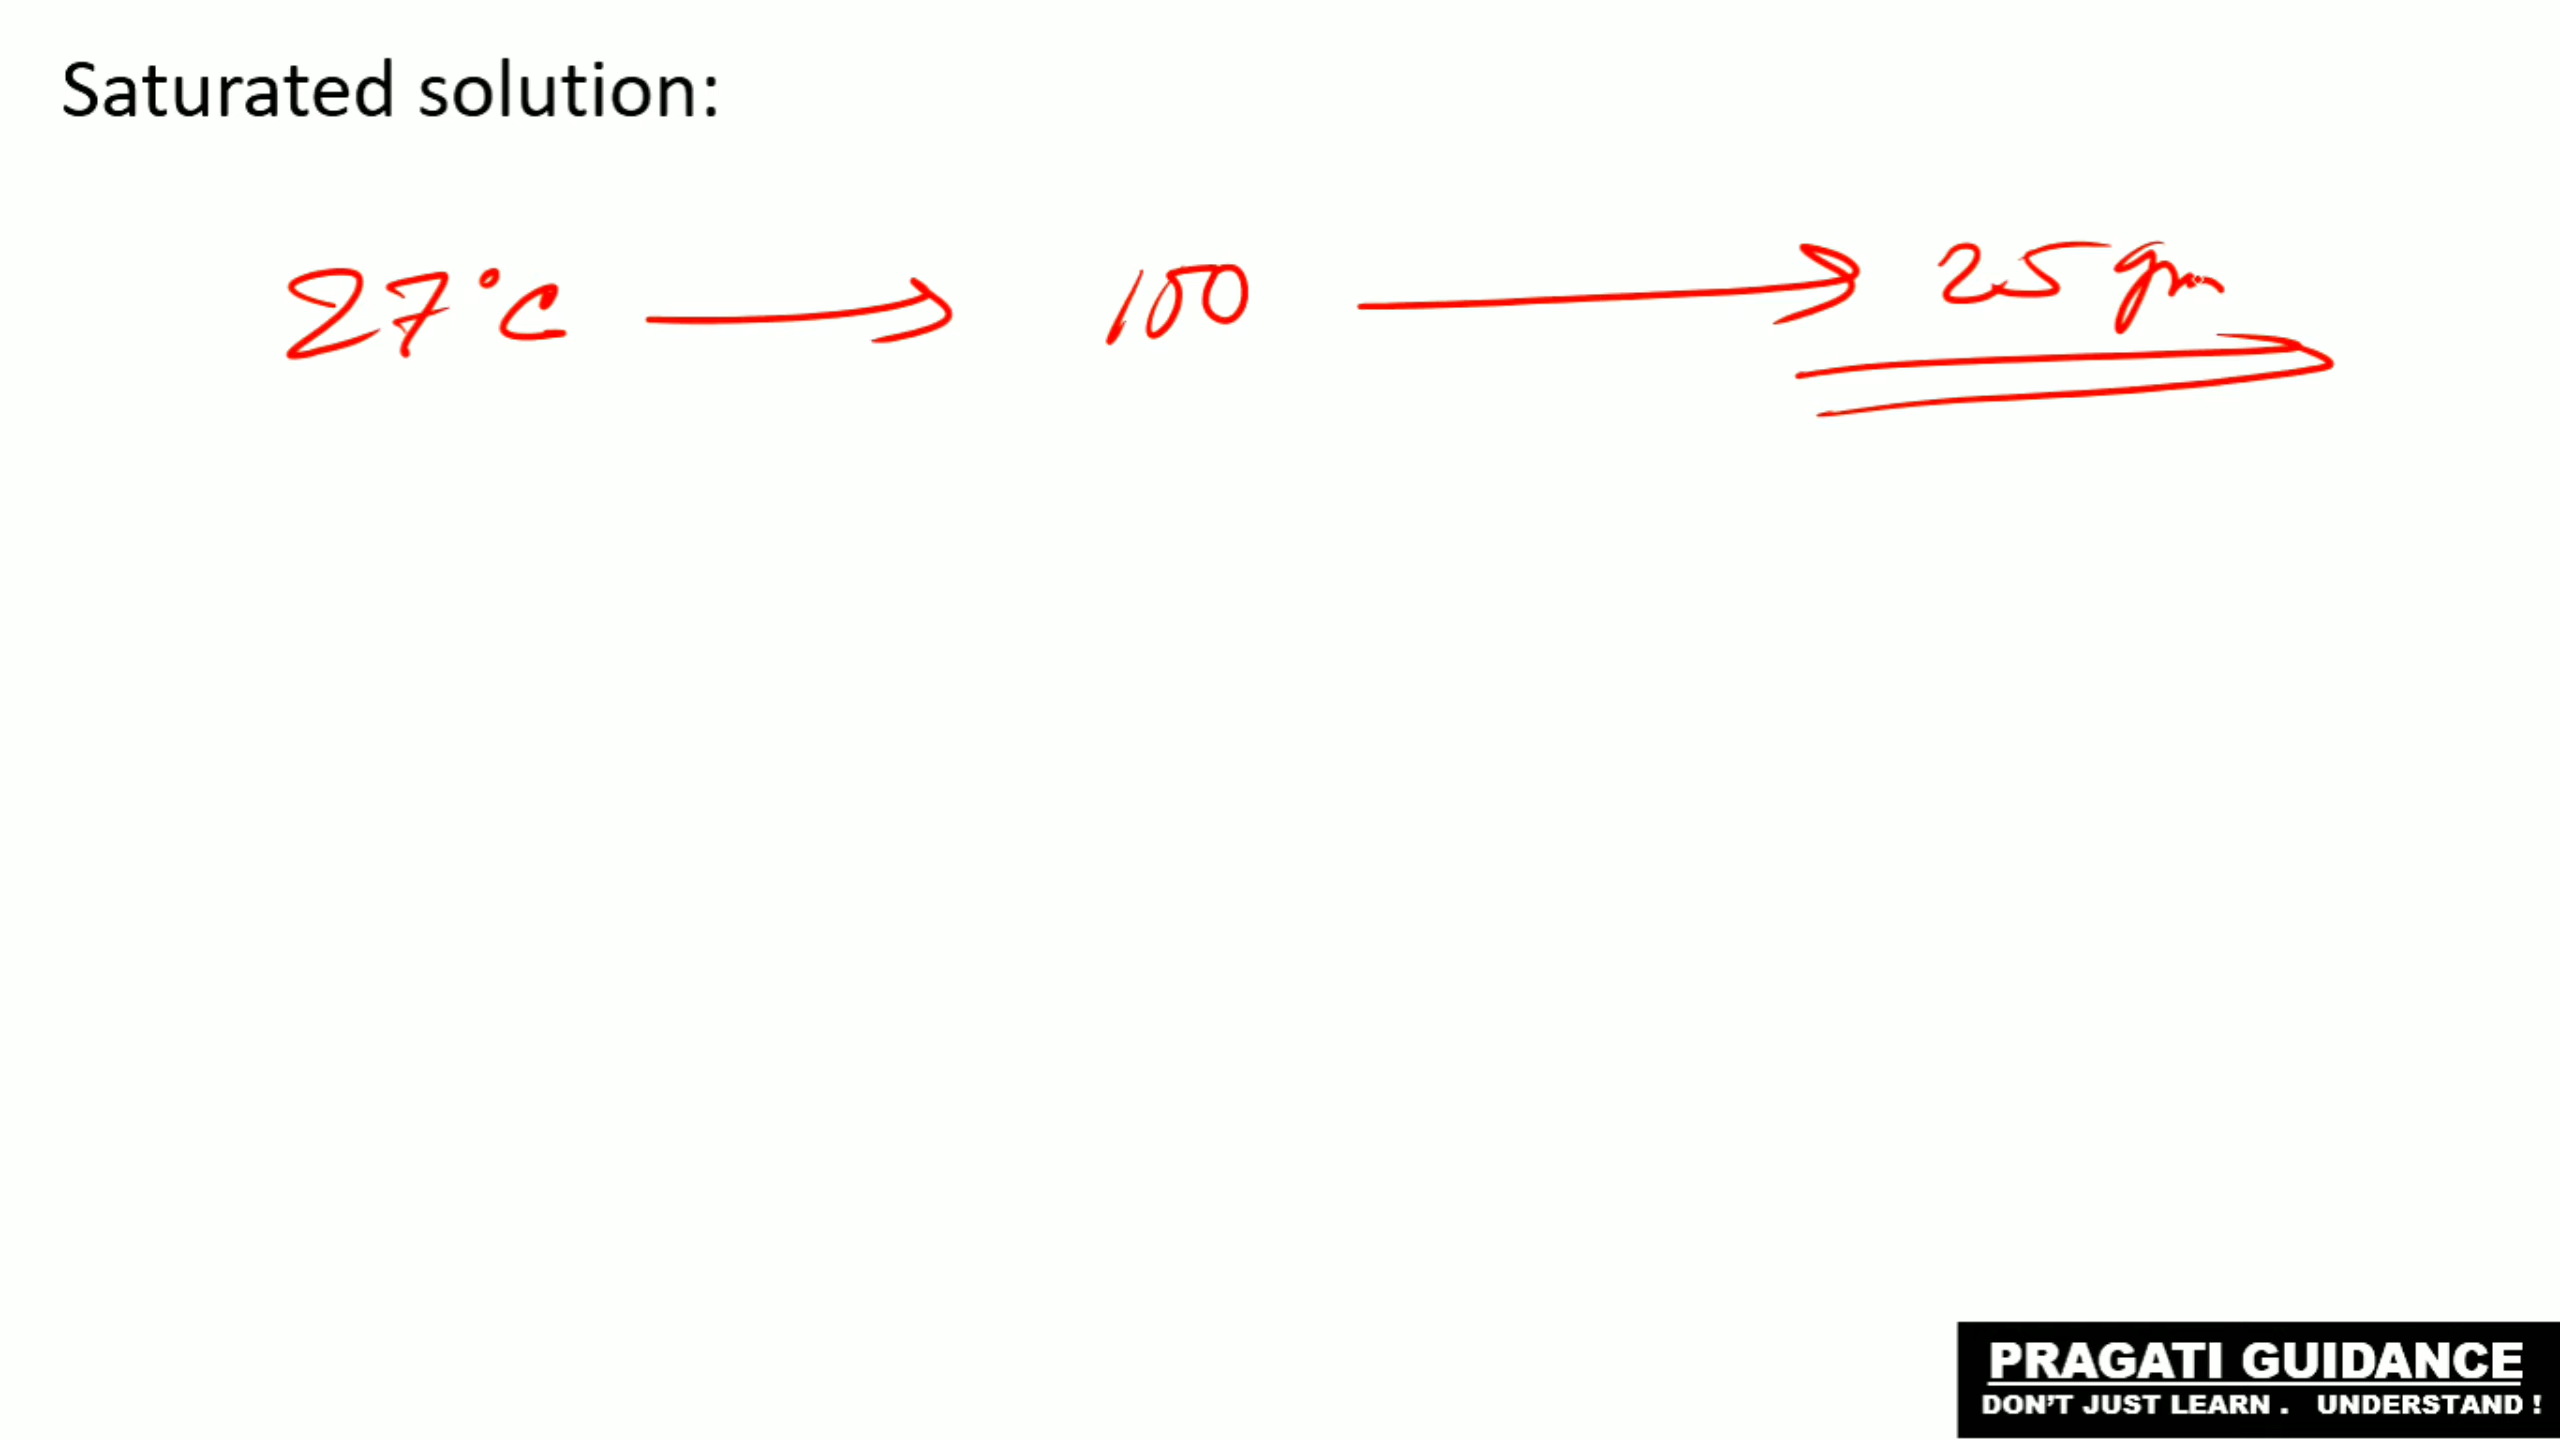 Saturated solution:
27°C → 100 → 25 gm
PRAGATI GUIDANCE
DON'T JUST LEARN . UNDERSTAND !